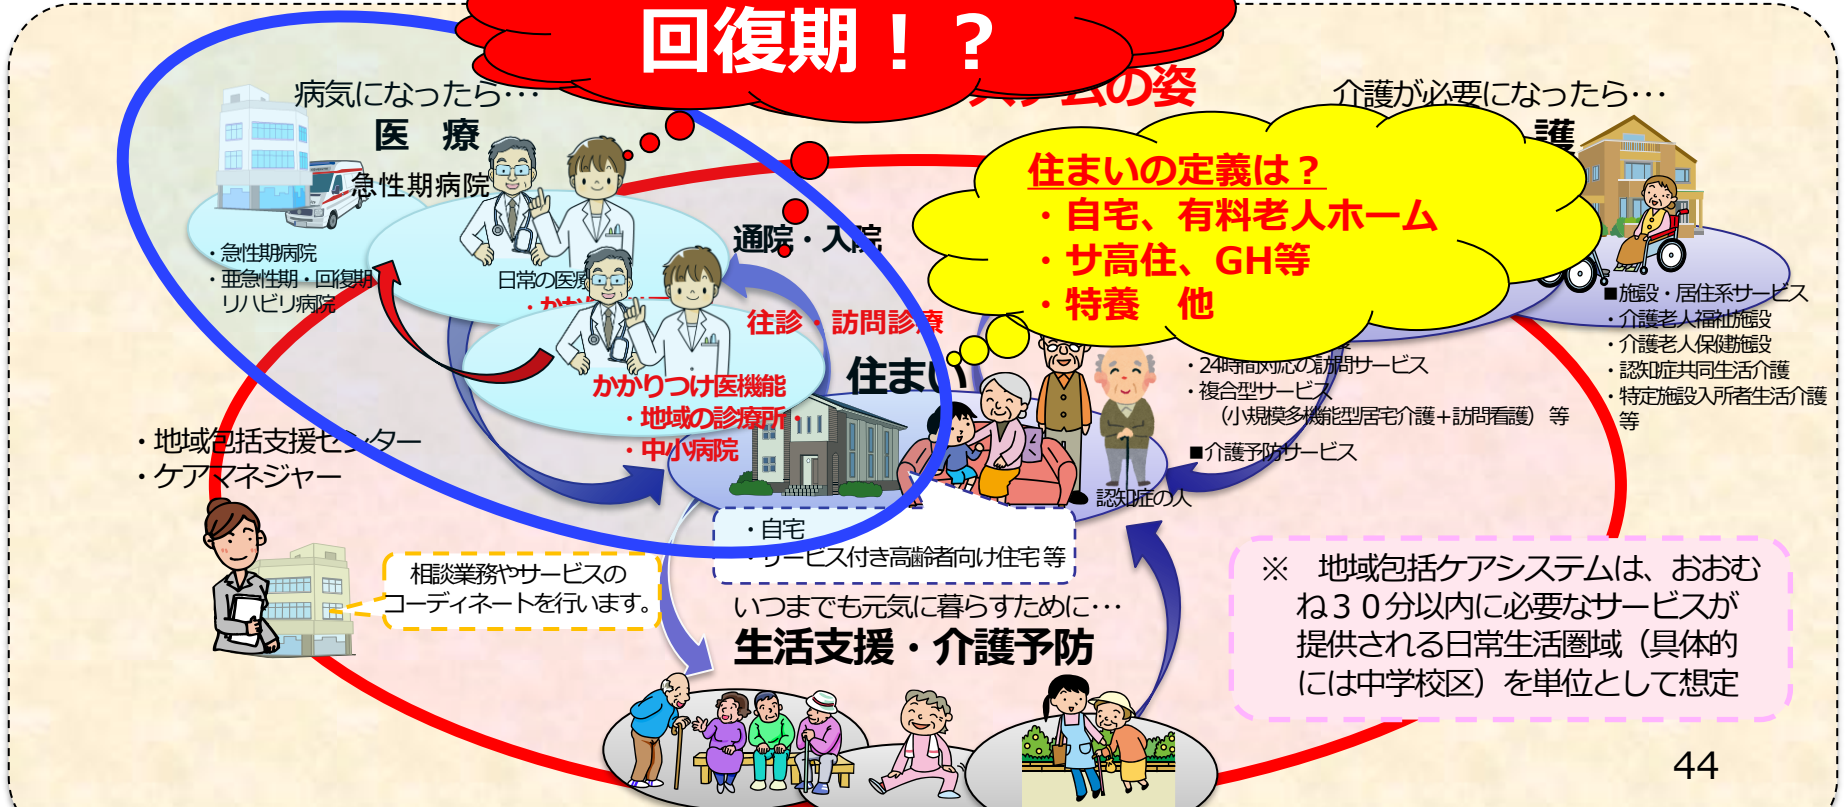 回復期！？
ステムの姿
病気になったら･･･
医　療
急性期病院
・急性期病院
・亜急性期・回復期
リハビリ病院
日常の医療
通院・入院
往診・訪問診療
かかりつけ医機能
・地域の診療所・
・中小病院
住まい
住まいの定義は？
・自宅、有料老人ホーム
・サ高住、GH等
・特養　他
介護が必要になったら･･･
護
■施設・居住系サービス
・介護老人福祉施設
・介護老人保健施設
・認知症共同生活介護
・特定施設入所者生活介護
等
・24時間対応の訪問サービス
・複合型サービス
（小規模多機能型居宅介護＋訪問看護） 等
■介護予防サービス
認知症の人
・地域包括支援センター
・ケアマネジャー
相談業務やサービスの
コーディネートを行います。
・自宅
・サービス付き高齢者向け住宅 等
いつまでも元気に暮らすために･･･
生活支援・介護予防
※　地域包括ケアシステムは、おおむ
ね３０分以内に必要なサービスが
提供される日常生活圏域（具体的
には中学校区）を単位として想定
44